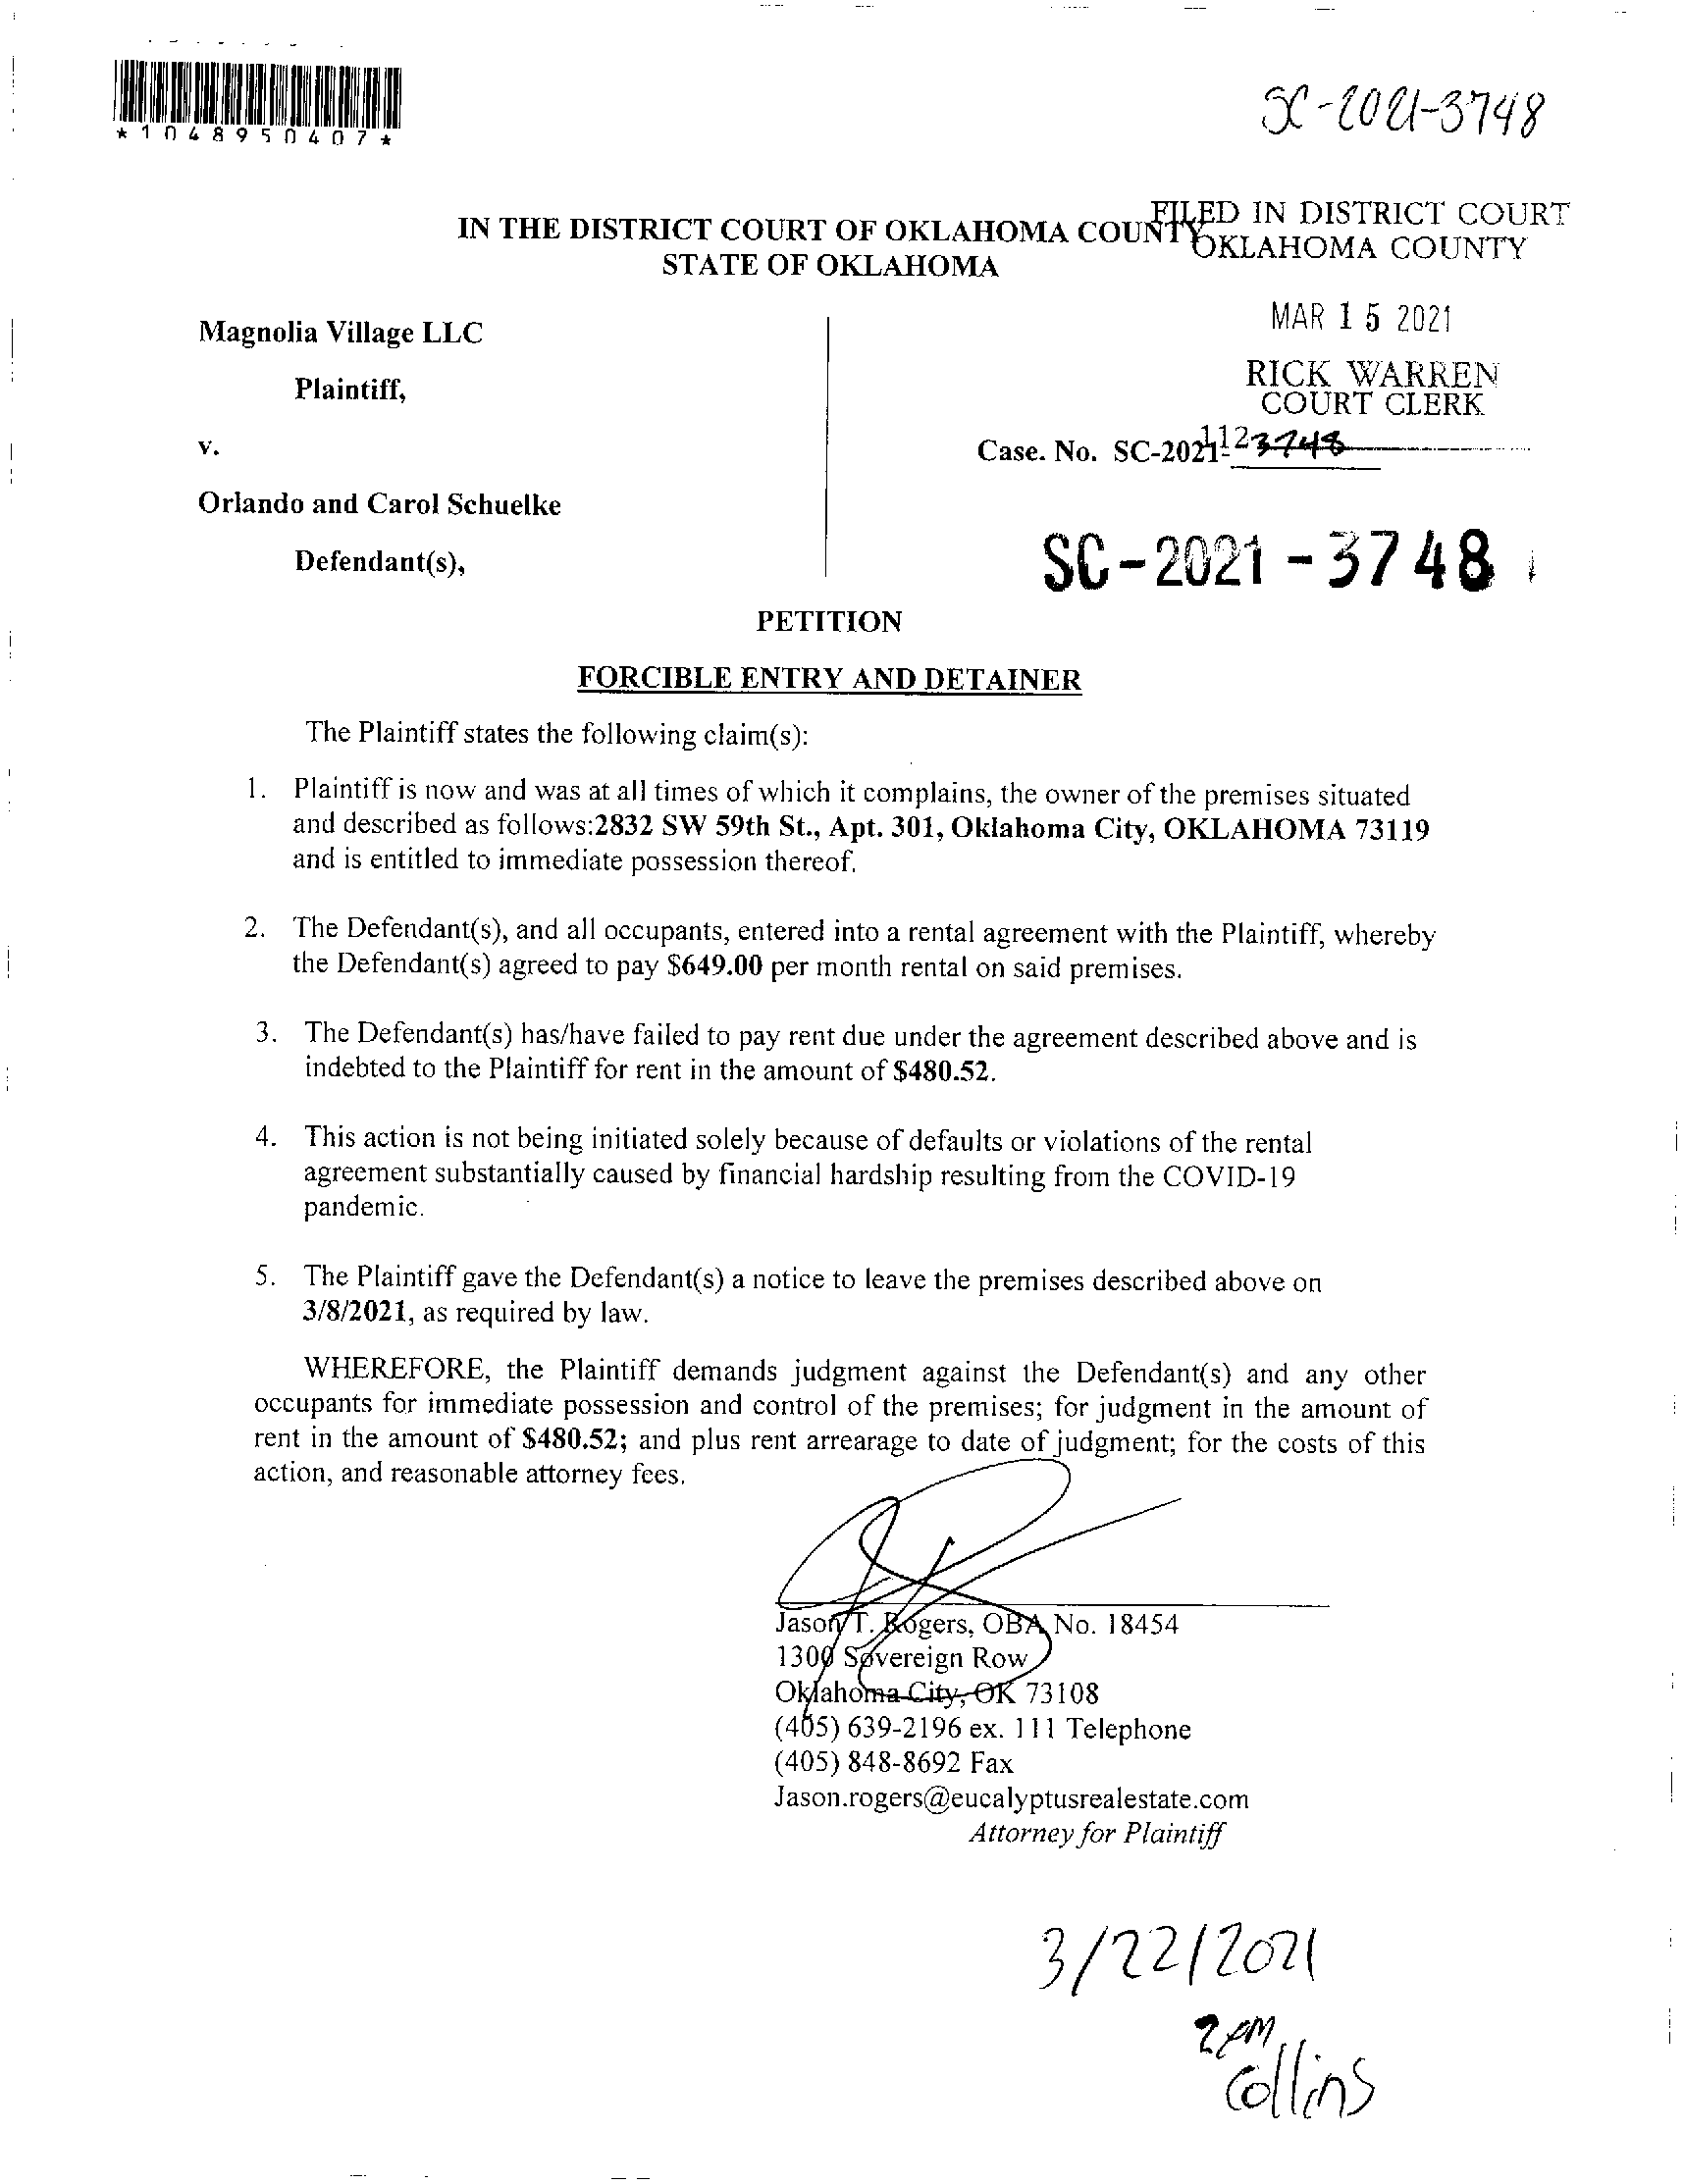 *1048950407*
SC-2021-3748
FILED IN DISTRICT COURT
OKLAHOMA COUNTY
IN THE DISTRICT COURT OF OKLAHOMA COUNTY
STATE OF OKLAHOMA
MAR 15 2021
RICK WARREN
COURT CLERK
Magnolia Village LLC
Plaintiff,
v.
Case. No. SC-2021-3748
Orlando and Carol Schuelke
Defendant(s),
SC-2021-3748
PETITION
FORCIBLE ENTRY AND DETAINER
The Plaintiff states the following claim(s):
1. Plaintiff is now and was at all times of which it complains, the owner of the premises situated
and described as follows:2832 SW 59th St., Apt. 301, Oklahoma City, OKLAHOMA 73119
and is entitled to immediate possession thereof.
2. The Defendant(s), and all occupants, entered into a rental agreement with the Plaintiff, whereby
the Defendant(s) agreed to pay $649.00 per month rental on said premises.
3. The Defendant(s) has/have failed to pay rent due under the agreement described above and is
indebted to the Plaintiff for rent in the amount of $480.52.
4. This action is not being initiated solely because of defaults or violations of the rental
agreement substantially caused by financial hardship resulting from the COVID-19
pandemic.
5. The Plaintiff gave the Defendant(s) a notice to leave the premises described above on
3/8/2021, as required by law.
WHEREFORE, the Plaintiff demands judgment against the Defendant(s) and any other
occupants for immediate possession and control of the premises; for judgment in the amount of
rent in the amount of $480.52; and plus rent arrearage to date of judgment; for the costs of this
action, and reasonable attorney fees.
Jason T. Rogers, OBA No. 18454
1300 Sovereign Row
Oklahoma City, OK 73108
(405) 639-2196 ex. 111 Telephone
(405) 848-8692 Fax
Jason.rogers@eucalyptusrealestate.com
Attorney for Plaintiff
3/22/2021
2 PM
Collins